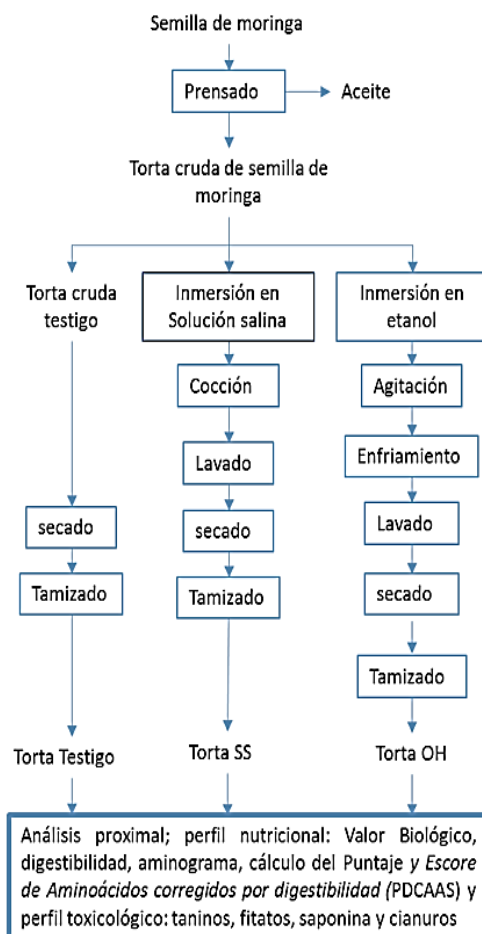 Semilla de moringa
Prensado
Aceite
Torta cruda de semilla de
moringa
Torta cruda
testigo
secado
Tamizado
Torta Testigo
Inmersión en
Solución salina
Cocción
Lavado
secado
Tamizado
Torta SS
Inmersión en
etanol
Agitación
Enfriamiento
Lavado
secado
Tamizado
Torta OH
Análisis proximal; perfil nutricional: Valor Biológico,
digestibilidad, aminograma, cálculo del Puntaje y Escore
de Aminoácidos corregidos por digestibilidad (PDCAAS) y
perfil toxicológico: taninos, fitatos, saponina y cianuros